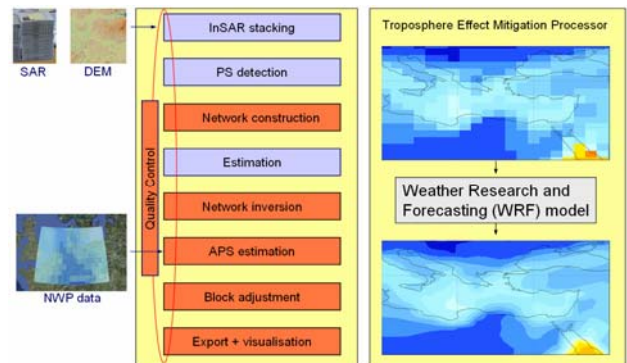 SAR
DEM
NWP data
Quality Control
InSAR stacking
PS detection
Network construction
Estimation
Network inversion
APS estimation
Block adjustment
Export + visualisation
Troposphere Effect Mitigation Processor
Weather Research and
Forecasting (WRF) model